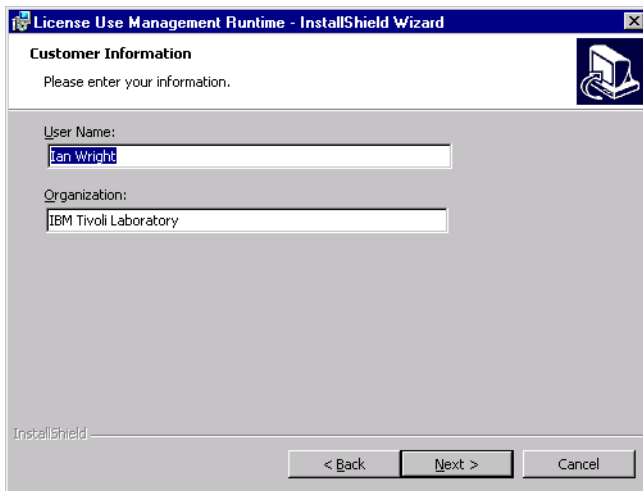 License Use Management Runtime - InstallShield Wizard
Customer Information
Please enter your information.
User Name:
Ian Wright
Organization:
IBM Tivoli Laboratory
InstallShield
< Back
Next >
Cancel